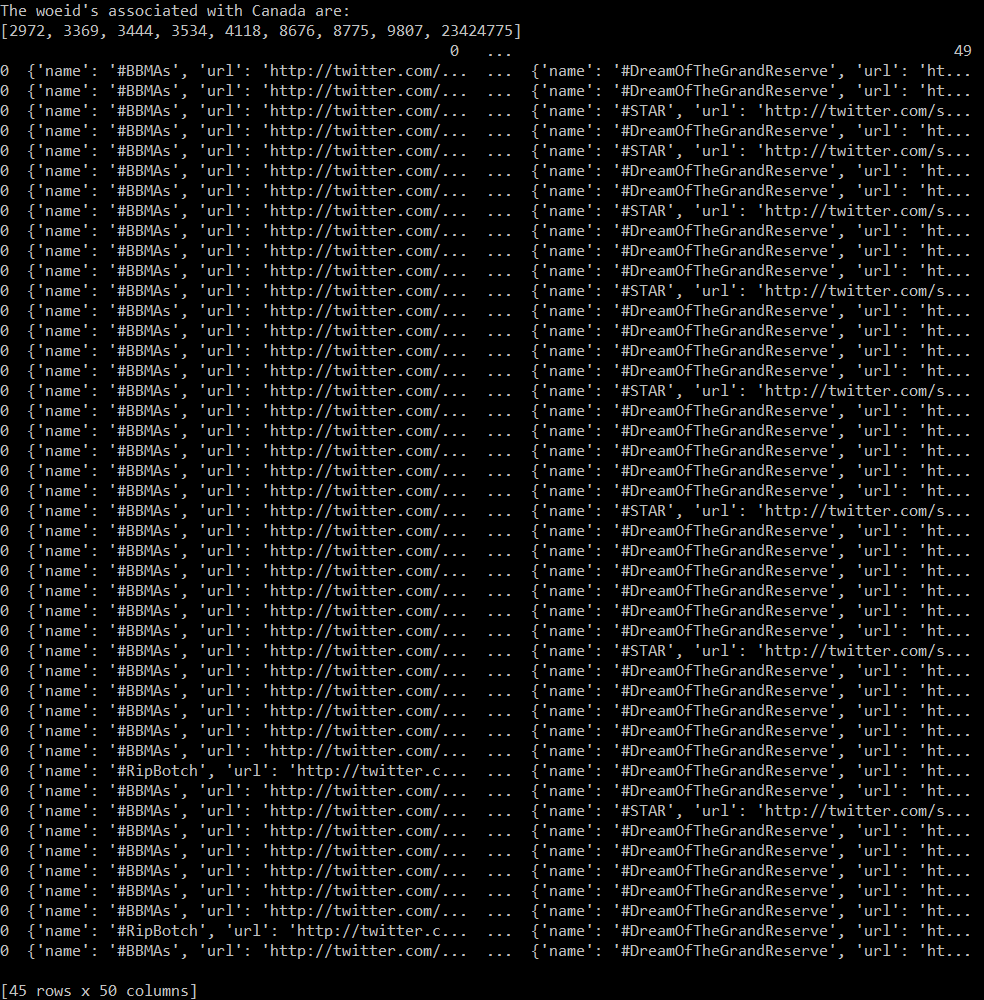 The woeid's associated with Canada are:
[2972, 3369, 3444, 3534, 4118, 8676, 8775, 9807, 23424775]
0 ... 49
0 {'name': '#BBMAs', 'url': 'http://twitter.com/... ... {'name': '#DreamOfTheGrandReserve', 'url': 'ht...
0 {'name': '#BBMAs', 'url': 'http://twitter.com/... ... {'name': '#DreamOfTheGrandReserve', 'url': 'ht...
0 {'name': '#BBMAs', 'url': 'http://twitter.com/... ... {'name': '#STAR', 'url': 'http://twitter.com/s...
0 {'name': '#BBMAs', 'url': 'http://twitter.com/... ... {'name': '#DreamOfTheGrandReserve', 'url': 'ht...
0 {'name': '#BBMAs', 'url': 'http://twitter.com/... ... {'name': '#STAR', 'url': 'http://twitter.com/s...
0 {'name': '#BBMAs', 'url': 'http://twitter.com/... ... {'name': '#DreamOfTheGrandReserve', 'url': 'ht...
0 {'name': '#BBMAs', 'url': 'http://twitter.com/... ... {'name': '#DreamOfTheGrandReserve', 'url': 'ht...
0 {'name': '#BBMAs', 'url': 'http://twitter.com/... ... {'name': '#STAR', 'url': 'http://twitter.com/s...
0 {'name': '#BBMAs', 'url': 'http://twitter.com/... ... {'name': '#DreamOfTheGrandReserve', 'url': 'ht...
0 {'name': '#BBMAs', 'url': 'http://twitter.com/... ... {'name': '#DreamOfTheGrandReserve', 'url': 'ht...
0 {'name': '#BBMAs', 'url': 'http://twitter.com/... ... {'name': '#DreamOfTheGrandReserve', 'url': 'ht...
0 {'name': '#BBMAs', 'url': 'http://twitter.com/... ... {'name': '#STAR', 'url': 'http://twitter.com/s...
0 {'name': '#BBMAs', 'url': 'http://twitter.com/... ... {'name': '#DreamOfTheGrandReserve', 'url': 'ht...
0 {'name': '#BBMAs', 'url': 'http://twitter.com/... ... {'name': '#DreamOfTheGrandReserve', 'url': 'ht...
0 {'name': '#BBMAs', 'url': 'http://twitter.com/... ... {'name': '#DreamOfTheGrandReserve', 'url': 'ht...
0 {'name': '#BBMAs', 'url': 'http://twitter.com/... ... {'name': '#DreamOfTheGrandReserve', 'url': 'ht...
0 {'name': '#BBMAs', 'url': 'http://twitter.com/... ... {'name': '#STAR', 'url': 'http://twitter.com/s...
0 {'name': '#BBMAs', 'url': 'http://twitter.com/... ... {'name': '#DreamOfTheGrandReserve', 'url': 'ht...
0 {'name': '#BBMAs', 'url': 'http://twitter.com/... ... {'name': '#DreamOfTheGrandReserve', 'url': 'ht...
0 {'name': '#BBMAs', 'url': 'http://twitter.com/... ... {'name': '#DreamOfTheGrandReserve', 'url': 'ht...
0 {'name': '#BBMAs', 'url': 'http://twitter.com/... ... {'name': '#DreamOfTheGrandReserve', 'url': 'ht...
0 {'name': '#BBMAs', 'url': 'http://twitter.com/... ... {'name': '#DreamOfTheGrandReserve', 'url': 'ht...
0 {'name': '#BBMAs', 'url': 'http://twitter.com/... ... {'name': '#STAR', 'url': 'http://twitter.com/s...
0 {'name': '#BBMAs', 'url': 'http://twitter.com/... ... {'name': '#DreamOfTheGrandReserve', 'url': 'ht...
0 {'name': '#BBMAs', 'url': 'http://twitter.com/... ... {'name': '#DreamOfTheGrandReserve', 'url': 'ht...
0 {'name': '#BBMAs', 'url': 'http://twitter.com/... ... {'name': '#DreamOfTheGrandReserve', 'url': 'ht...
0 {'name': '#BBMAs', 'url': 'http://twitter.com/... ... {'name': '#DreamOfTheGrandReserve', 'url': 'ht...
0 {'name': '#BBMAs', 'url': 'http://twitter.com/... ... {'name': '#DreamOfTheGrandReserve', 'url': 'ht...
0 {'name': '#BBMAs', 'url': 'http://twitter.com/... ... {'name': '#DreamOfTheGrandReserve', 'url': 'ht...
0 {'name': '#BBMAs', 'url': 'http://twitter.com/... ... {'name': '#STAR', 'url': 'http://twitter.com/s...
0 {'name': '#BBMAs', 'url': 'http://twitter.com/... ... {'name': '#DreamOfTheGrandReserve', 'url': 'ht...
0 {'name': '#BBMAs', 'url': 'http://twitter.com/... ... {'name': '#DreamOfTheGrandReserve', 'url': 'ht...
0 {'name': '#BBMAs', 'url': 'http://twitter.com/... ... {'name': '#DreamOfTheGrandReserve', 'url': 'ht...
0 {'name': '#BBMAs', 'url': 'http://twitter.com/... ... {'name': '#DreamOfTheGrandReserve', 'url': 'ht...
0 {'name': '#BBMAs', 'url': 'http://twitter.com/... ... {'name': '#DreamOfTheGrandReserve', 'url': 'ht...
0 {'name': '#RipBotch', 'url': 'http://twitter.c... ... {'name': '#DreamOfTheGrandReserve', 'url': 'ht...
0 {'name': '#BBMAs', 'url': 'http://twitter.com/... ... {'name': '#DreamOfTheGrandReserve', 'url': 'ht...
0 {'name': '#BBMAs', 'url': 'http://twitter.com/... ... {'name': '#STAR', 'url': 'http://twitter.com/s...
0 {'name': '#BBMAs', 'url': 'http://twitter.com/... ... {'name': '#DreamOfTheGrandReserve', 'url': 'ht...
0 {'name': '#BBMAs', 'url': 'http://twitter.com/... ... {'name': '#DreamOfTheGrandReserve', 'url': 'ht...
0 {'name': '#BBMAs', 'url': 'http://twitter.com/... ... {'name': '#DreamOfTheGrandReserve', 'url': 'ht...
0 {'name': '#BBMAs', 'url': 'http://twitter.com/... ... {'name': '#DreamOfTheGrandReserve', 'url': 'ht...
0 {'name': '#BBMAs', 'url': 'http://twitter.com/... ... {'name': '#DreamOfTheGrandReserve', 'url': 'ht...
0 {'name': '#RipBotch', 'url': 'http://twitter.c... ... {'name': '#DreamOfTheGrandReserve', 'url': 'ht...
0 {'name': '#BBMAs', 'url': 'http://twitter.com/... ... {'name': '#DreamOfTheGrandReserve', 'url': 'ht...
[45 rows x 50 columns]